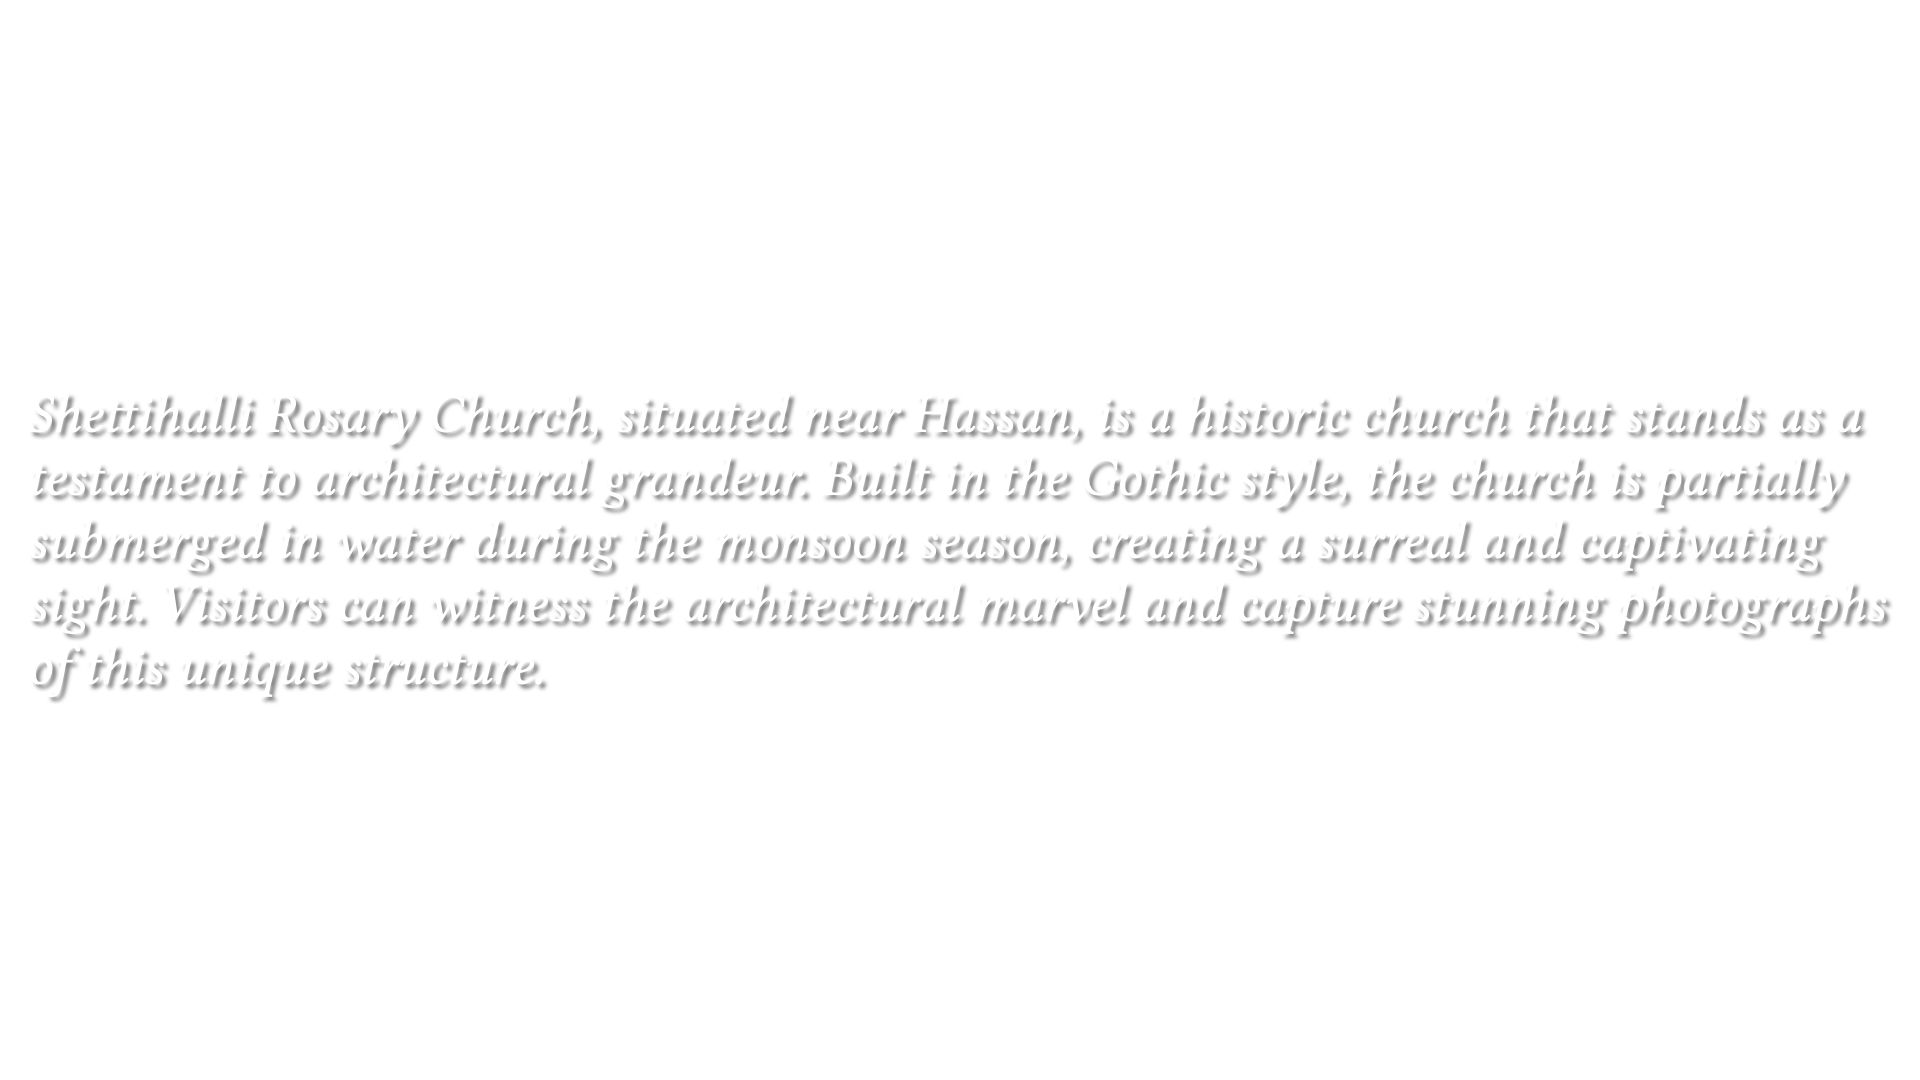 Shettihalli Rosary Church, situated near Hassan, is a historic church that stands as a
testament to architectural grandeur. Built in the Gothic style, the church is partially
submerged in water during the monsoon season, creating a surreal and captivating
sight. Visitors can witness the architectural marvel and capture stunning photographs
of this unique structure.